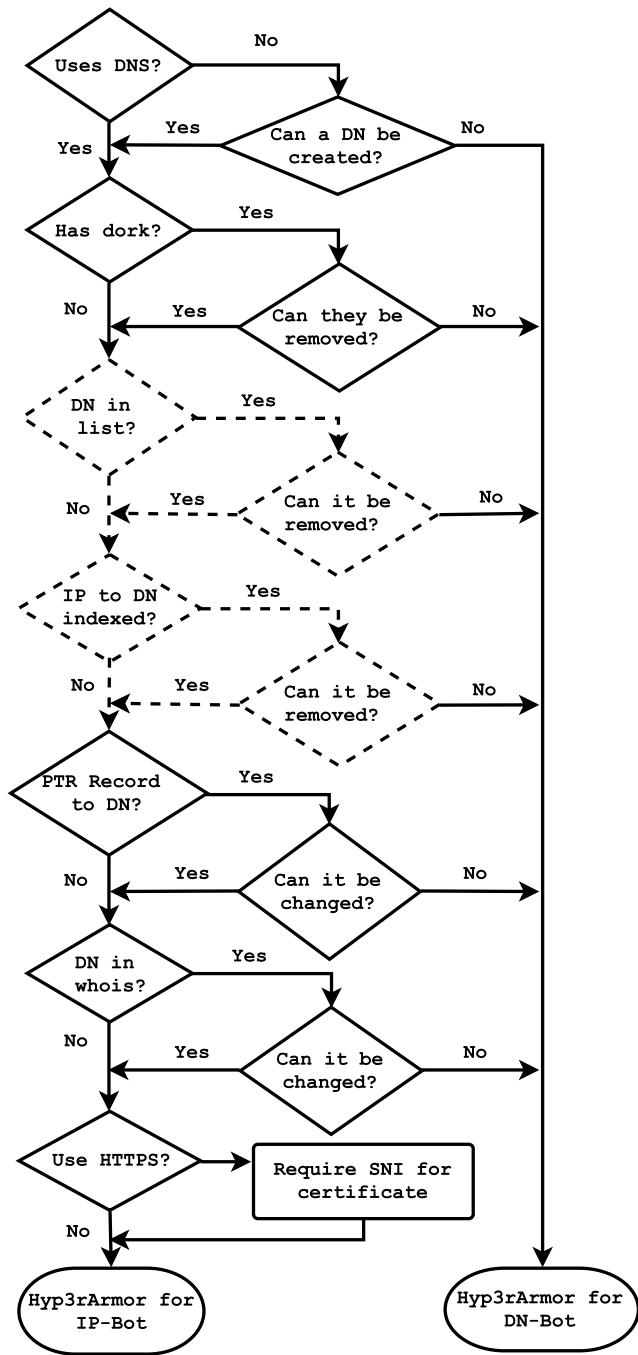 No
Uses DNS?
Yes
Can a DN be
created?
No
Yes
Has dork?
Yes
No
Yes
Can they be
removed?
No
DN in
list?
Yes
No
Yes
Can it be
removed?
No
IP to DN
indexed?
Yes
No
Yes
Can it be
removed?
No
PTR Record
to DN?
Yes
No
Yes
Can it be
changed?
No
DN in
whois?
Yes
No
Yes
Can it be
changed?
No
Use HTTPS?
Require SNI for
certificate
No
Hyp3rArmor for
IP-Bot
Hyp3rArmor for
DN-Bot